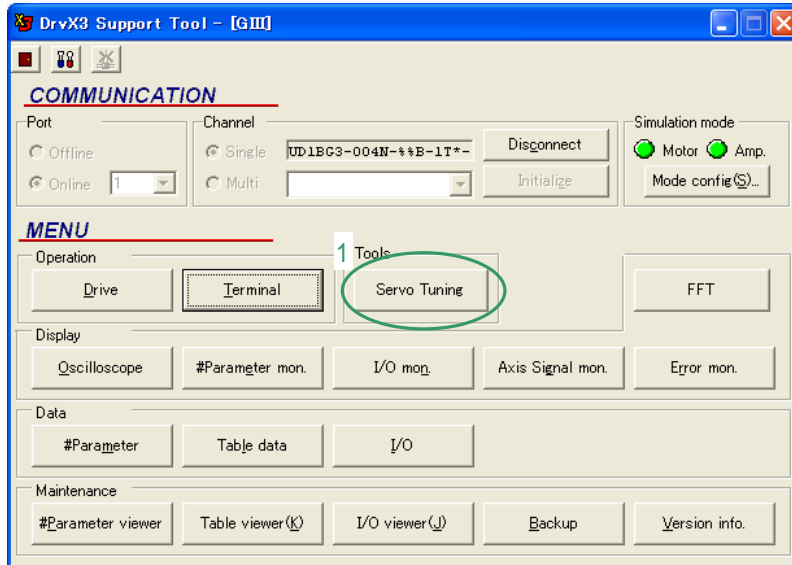 DrvX3 Support Tool - [GIII]
COMMUNICATION
Port
Channel
Simulation mode
Offline
Single UD1BG3-004N-%%B-1T*- Disconnect
Motor Amp.
Online 1
Multi
Initialize
Mode config(S)...
MENU
Operation
1 Tools
Drive Terminal Servo Tuning FFT
Display
Oscilloscope #Parameter mon. I/O mon. Axis Signal mon. Error mon.
Data
#Parameter Table data I/O
Maintenance
#Parameter viewer Table viewer(K) I/O viewer(J) Backup Version info.